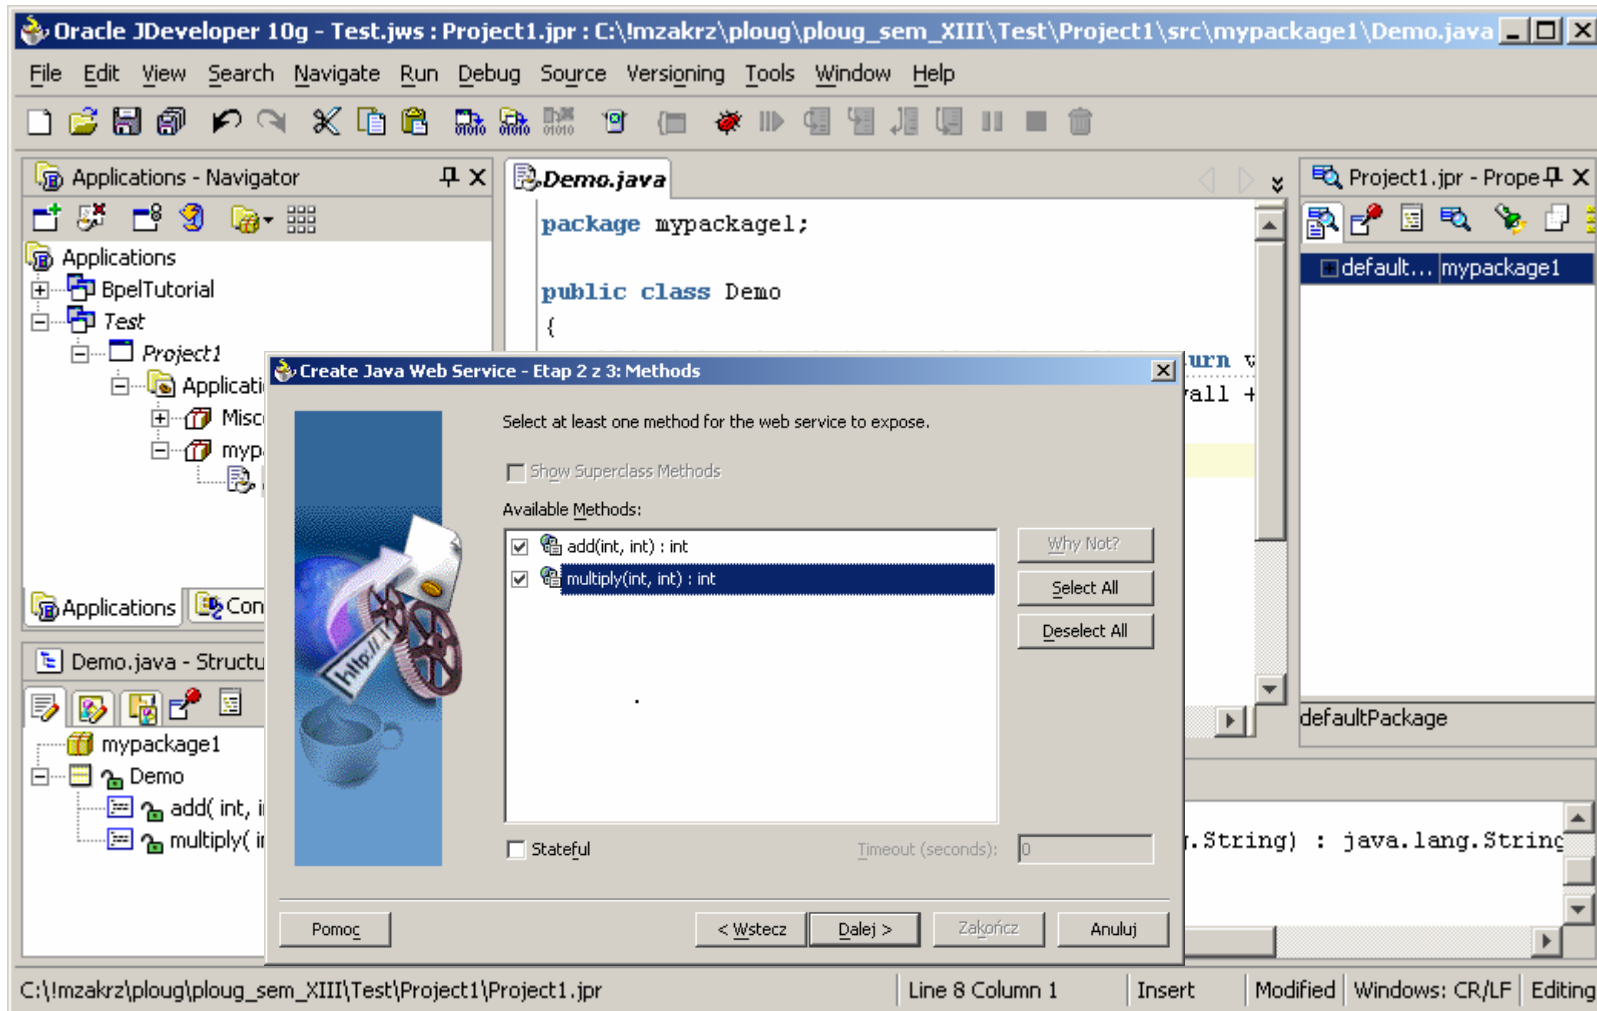 Oracle JDeveloper 10g - Test.jws : Project1.jpr : C:\!mzakrz\ploug\ploug_sem_XIII\Test\Project1\src\mypackage1\Demo.java
File Edit View Search Navigate Run Debug Source Versioning Tools Window Help
Applications - Navigator
Applications
BpelTutorial
Test
Project1
Applicati
Misc
myp
Applications Con
Demo.java
package mypackage1;
public class Demo
{
urn v
vall +
Project1.jpr - Prope
default... mypackage1
defaultPackage
Create Java Web Service - Etap 2 z 3: Methods
Select at least one method for the web service to expose.
Show Superclass Methods
Available Methods:
add(int, int) : int
multiply(int, int) : int
Why Not?
Select All
Deselect All
http://
Stateful
Timeout (seconds): 0
Pomoc
< Wstecz
Dalej >
Zakończ
Anuluj
Demo.java - Structu
mypackage1
Demo
add( int, i
multiply( i
.String) : java.lang.String
C:\!mzakrz\ploug\ploug_sem_XIII\Test\Project1\Project1.jpr
Line 8 Column 1
Insert
Modified
Windows: CR/LF
Editing